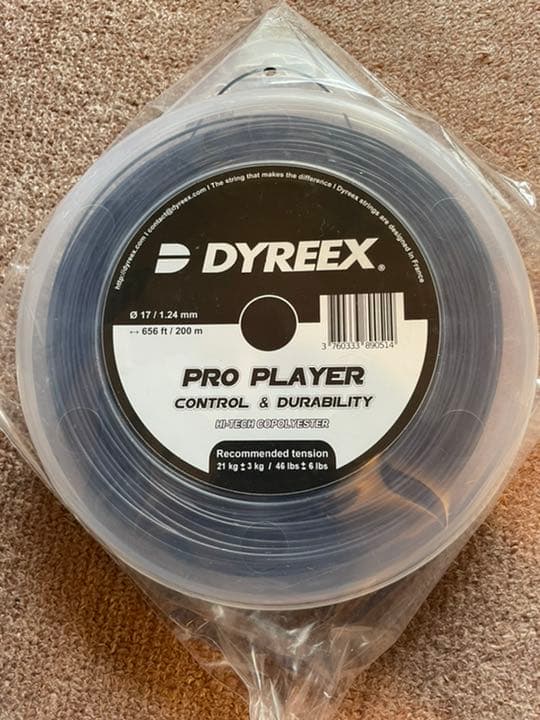 http://dyreex.com I contact@dyreex.com I The string that makes the difference I Dyreex strings are designed in France
DYREEX®
Ø 17 / 1.24 mm
↔ 656 ft / 200 m
3 760333 890514
PRO PLAYER
CONTROL & DURABILITY
HI-TECH COPOLYESTER
Recommended tension
21 kg ± 3 kg / 46 lbs ± 6 lbs